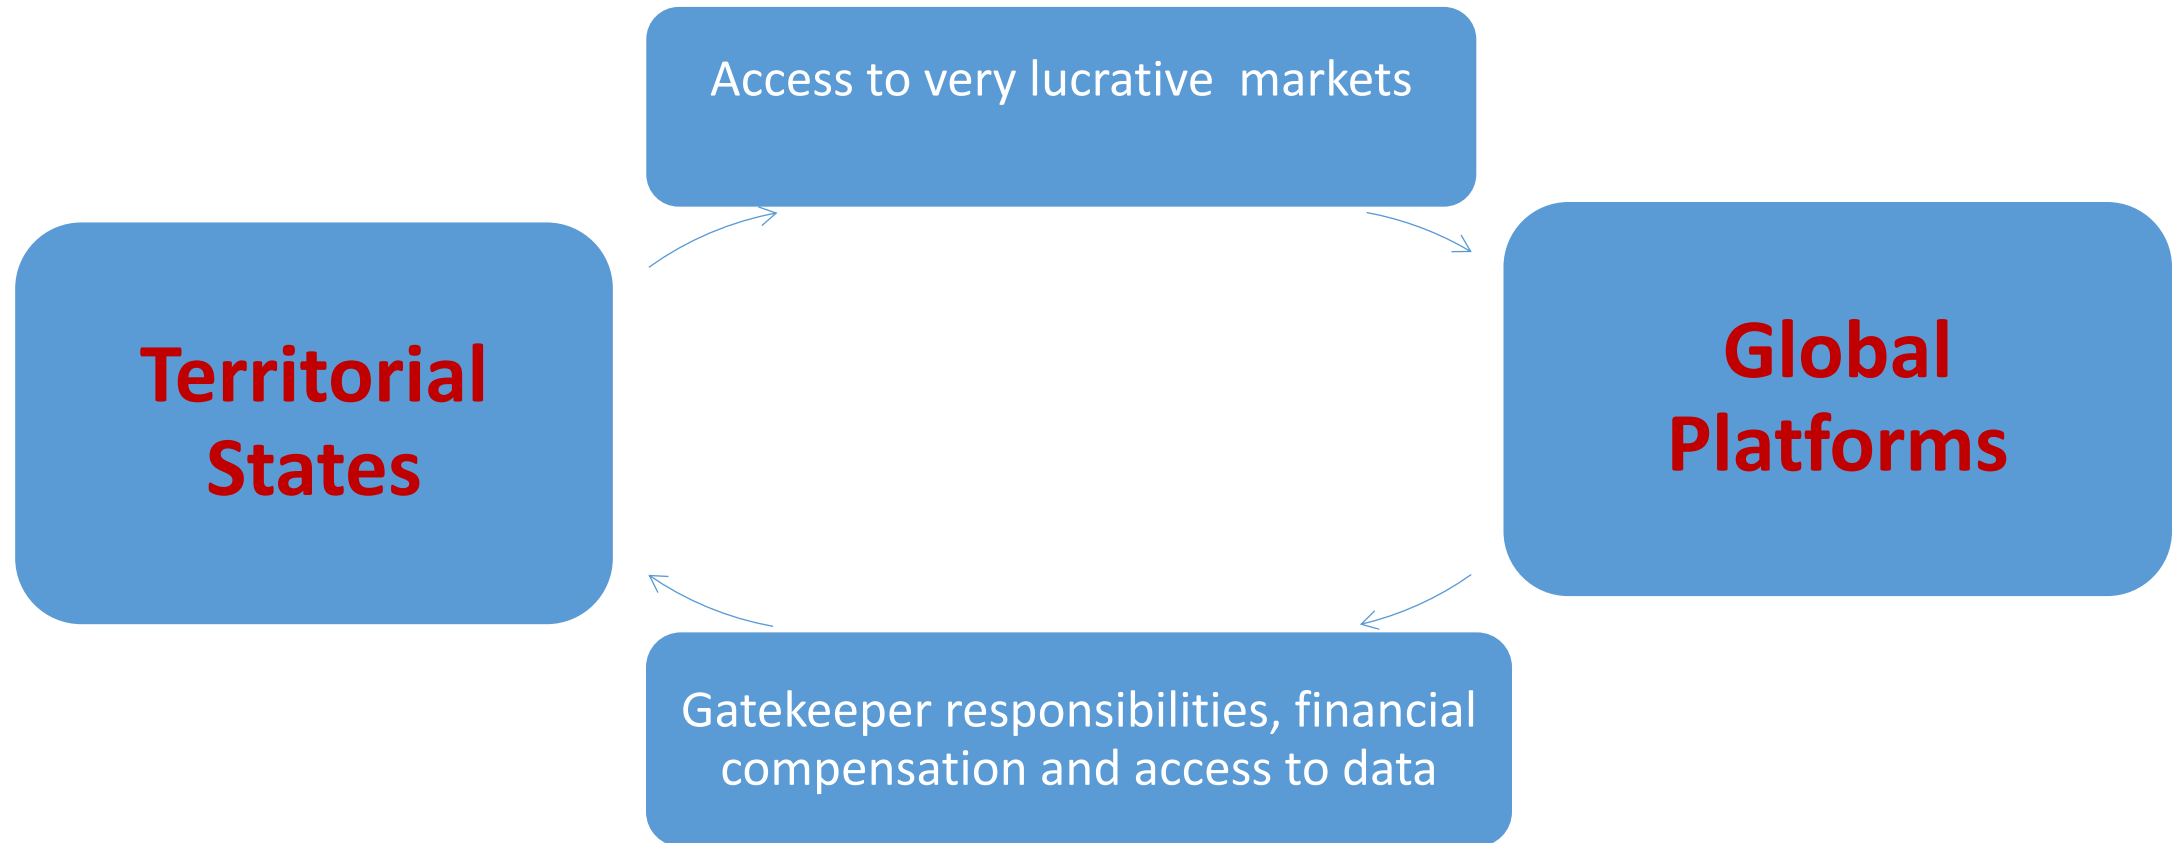 Access to very lucrative  markets
Territorial
States
Global
Platforms
Gatekeeper responsibilities, financial
compensation and access to data